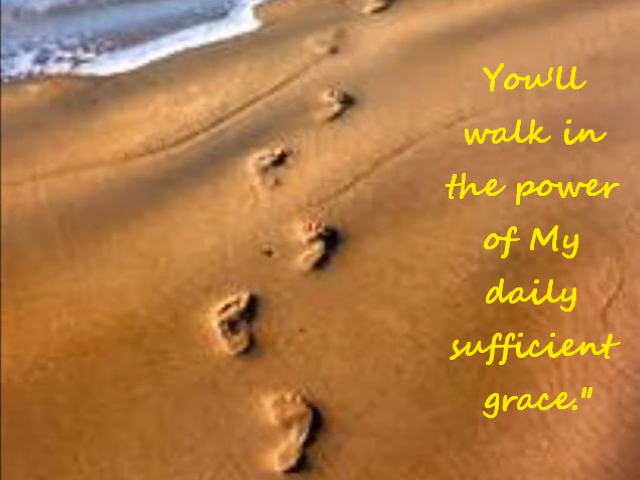 You'll
walk in
the power
of My
daily
sufficient
grace."